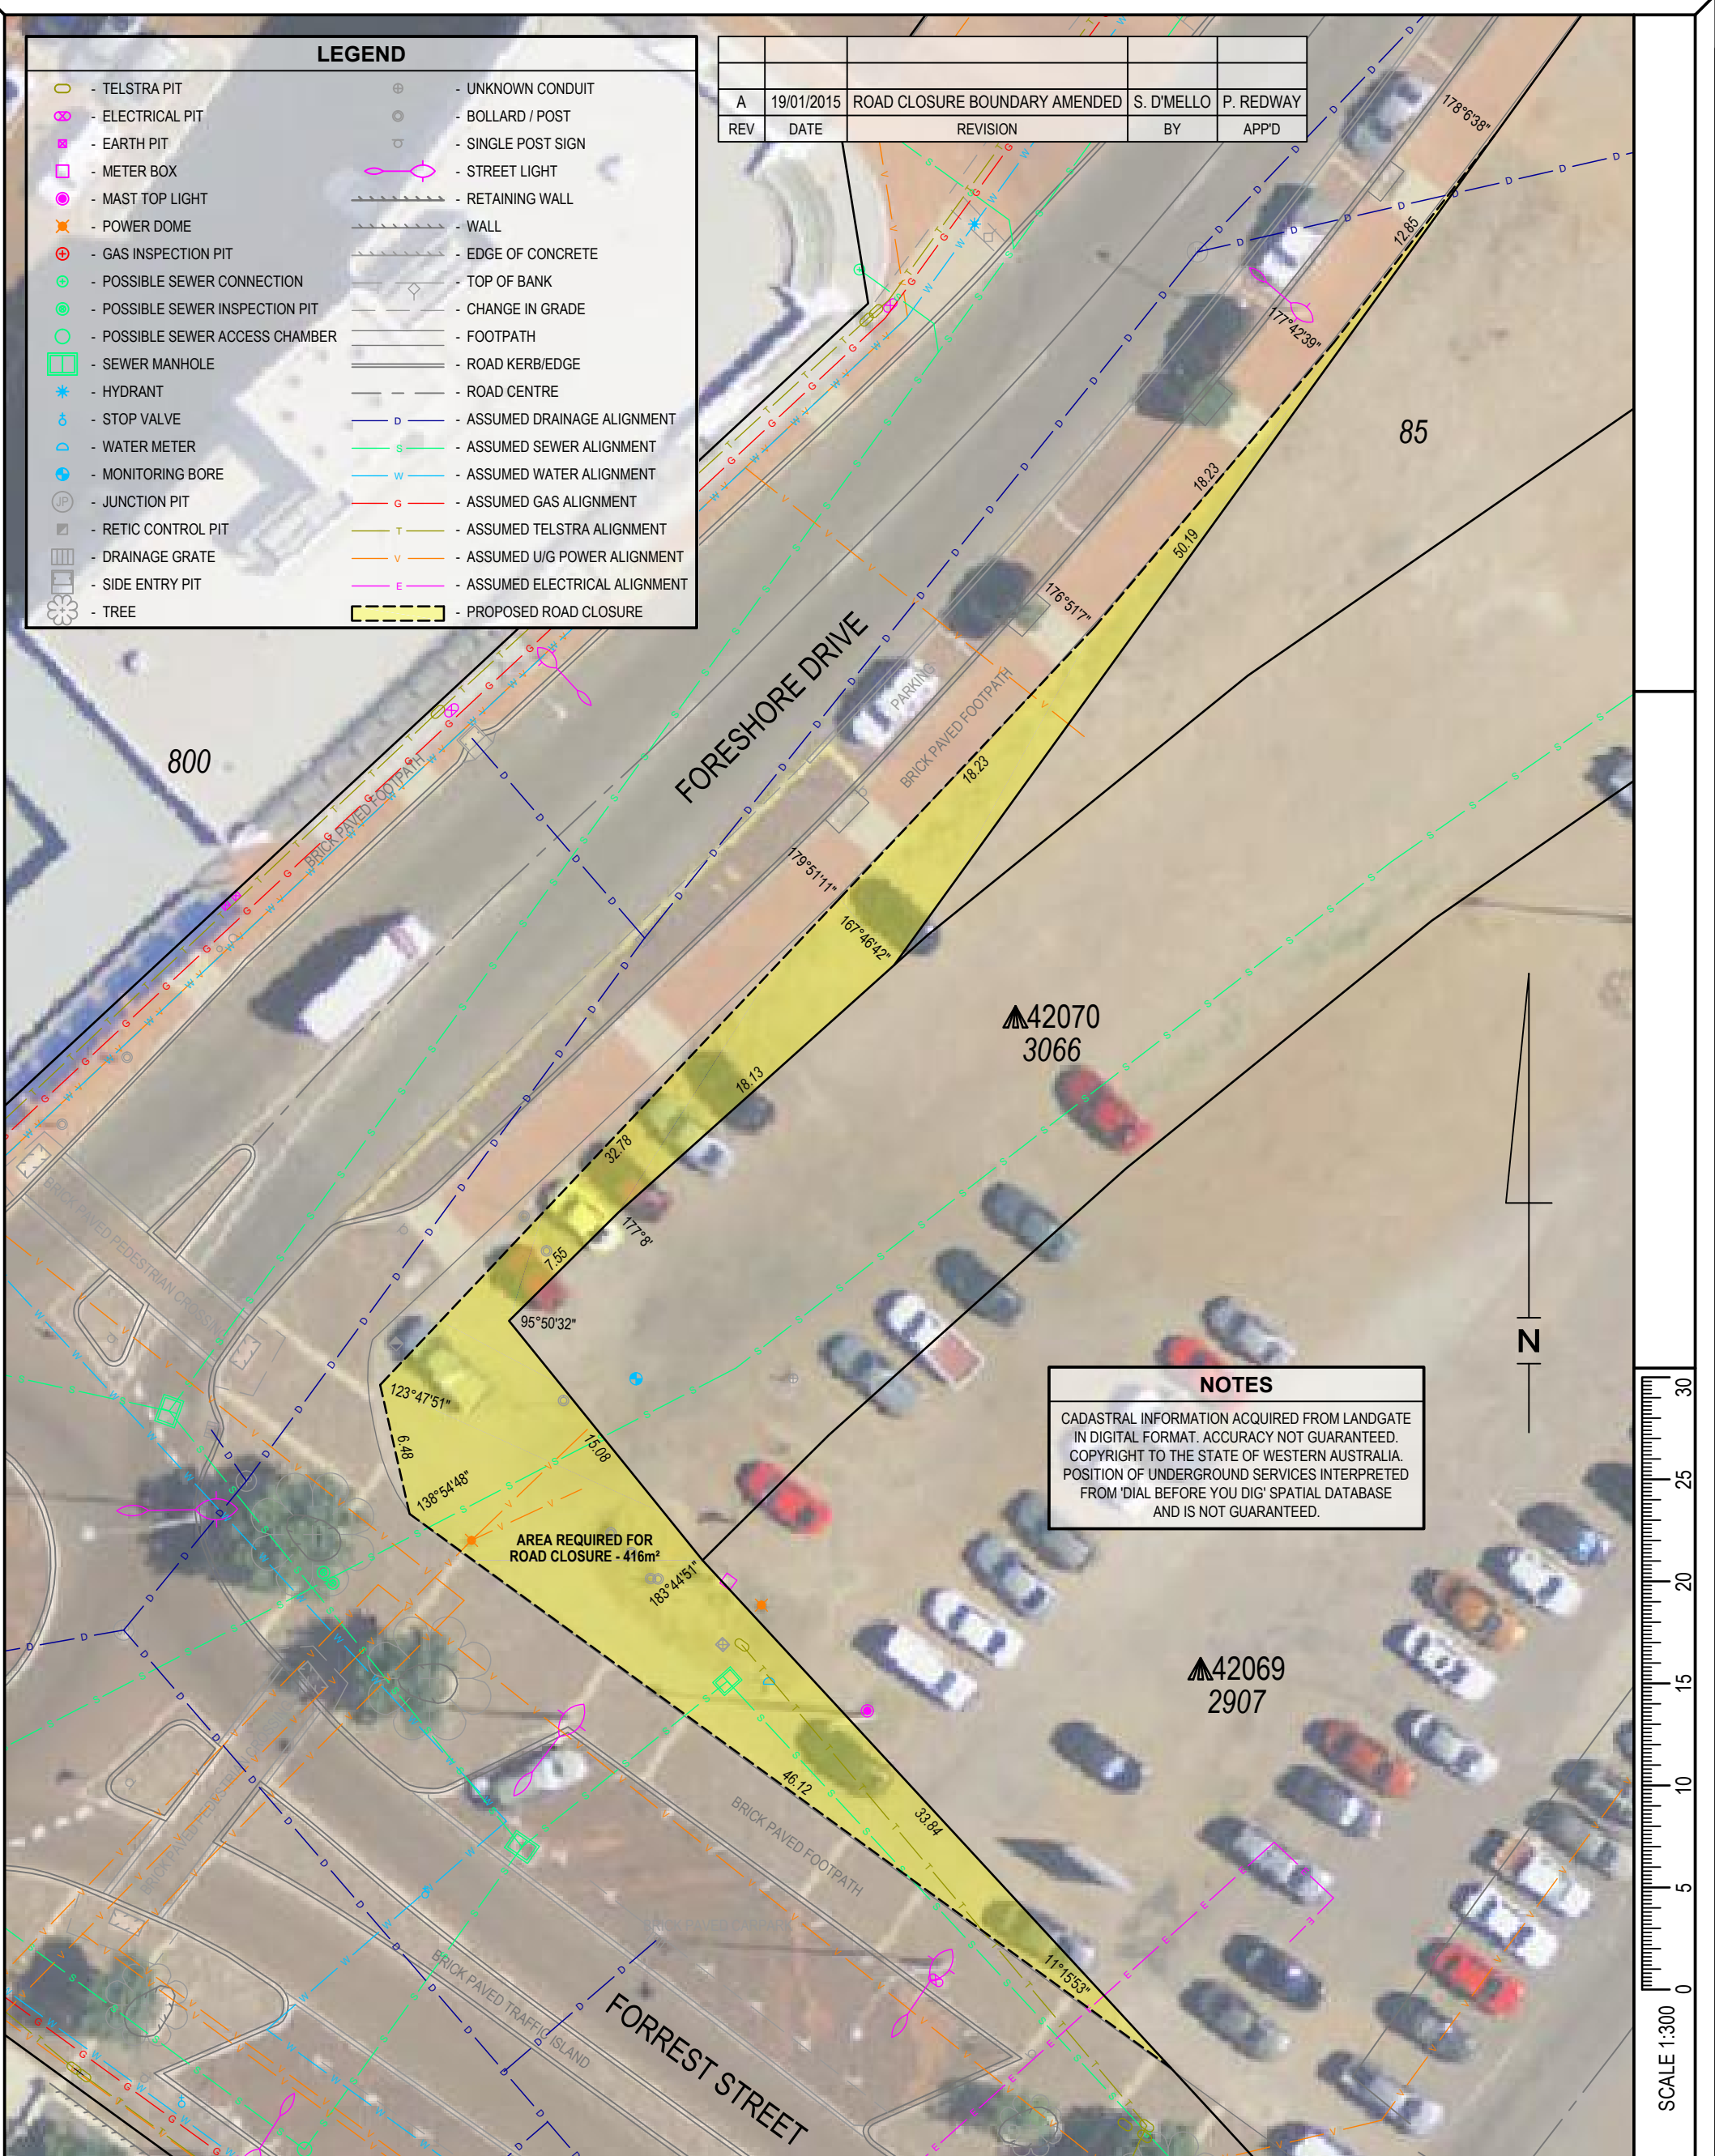 LEGEND
- TELSTRA PIT
- ELECTRICAL PIT
- EARTH PIT
- METER BOX
- MAST TOP LIGHT
- POWER DOME
- GAS INSPECTION PIT
- POSSIBLE SEWER CONNECTION
- POSSIBLE SEWER INSPECTION PIT
- POSSIBLE SEWER ACCESS CHAMBER
- SEWER MANHOLE
- HYDRANT
- STOP VALVE
- WATER METER
- MONITORING BORE
JP - JUNCTION PIT
- RETIC CONTROL PIT
- DRAINAGE GRATE
- SIDE ENTRY PIT
- TREE
- UNKNOWN CONDUIT
- BOLLARD / POST
- SINGLE POST SIGN
- STREET LIGHT
- RETAINING WALL
- WALL
- EDGE OF CONCRETE
- TOP OF BANK
- CHANGE IN GRADE
- FOOTPATH
- ROAD KERB/EDGE
- ROAD CENTRE
D - ASSUMED DRAINAGE ALIGNMENT
S - ASSUMED SEWER ALIGNMENT
W - ASSUMED WATER ALIGNMENT
G - ASSUMED GAS ALIGNMENT
T - ASSUMED TELSTRA ALIGNMENT
V - ASSUMED U/G POWER ALIGNMENT
E - ASSUMED ELECTRICAL ALIGNMENT
- PROPOSED ROAD CLOSURE
A 19/01/2015 ROAD CLOSURE BOUNDARY AMENDED S. D'MELLO P. REDWAY
REV DATE REVISION BY APP'D
178°6'38"
12.85
177°42'39"
85
18.23
50.19
176°51'7"
FORESHORE DRIVE
PARKING
BRICK PAVED FOOTPATH
18.23
800
BRICK PAVED FOOTPATH
179°51'11"
167°46'42"
42070
3066
18.13
32.78
177°8'
7.55
95°50'32"
BRICK PAVED PEDESTRIAN CROSSING
N
123°47'51"
6.48
15.08
138°54'48"
AREA REQUIRED FOR
ROAD CLOSURE - 416m²
183°44'51"
NOTES
CADASTRAL INFORMATION ACQUIRED FROM LANDGATE
IN DIGITAL FORMAT. ACCURACY NOT GUARANTEED.
COPYRIGHT TO THE STATE OF WESTERN AUSTRALIA.
POSITION OF UNDERGROUND SERVICES INTERPRETED
FROM 'DIAL BEFORE YOU DIG' SPATIAL DATABASE
AND IS NOT GUARANTEED.
42069
2907
46.12
33.84
BRICK PAVED FOOTPATH
BRICK PAVED PEDESTRIAN CROSSING
11°15'53"
BRICK PAVED TRAFFIC ISLAND
FORREST STREET
30
25
20
15
10
5
0
SCALE 1:300